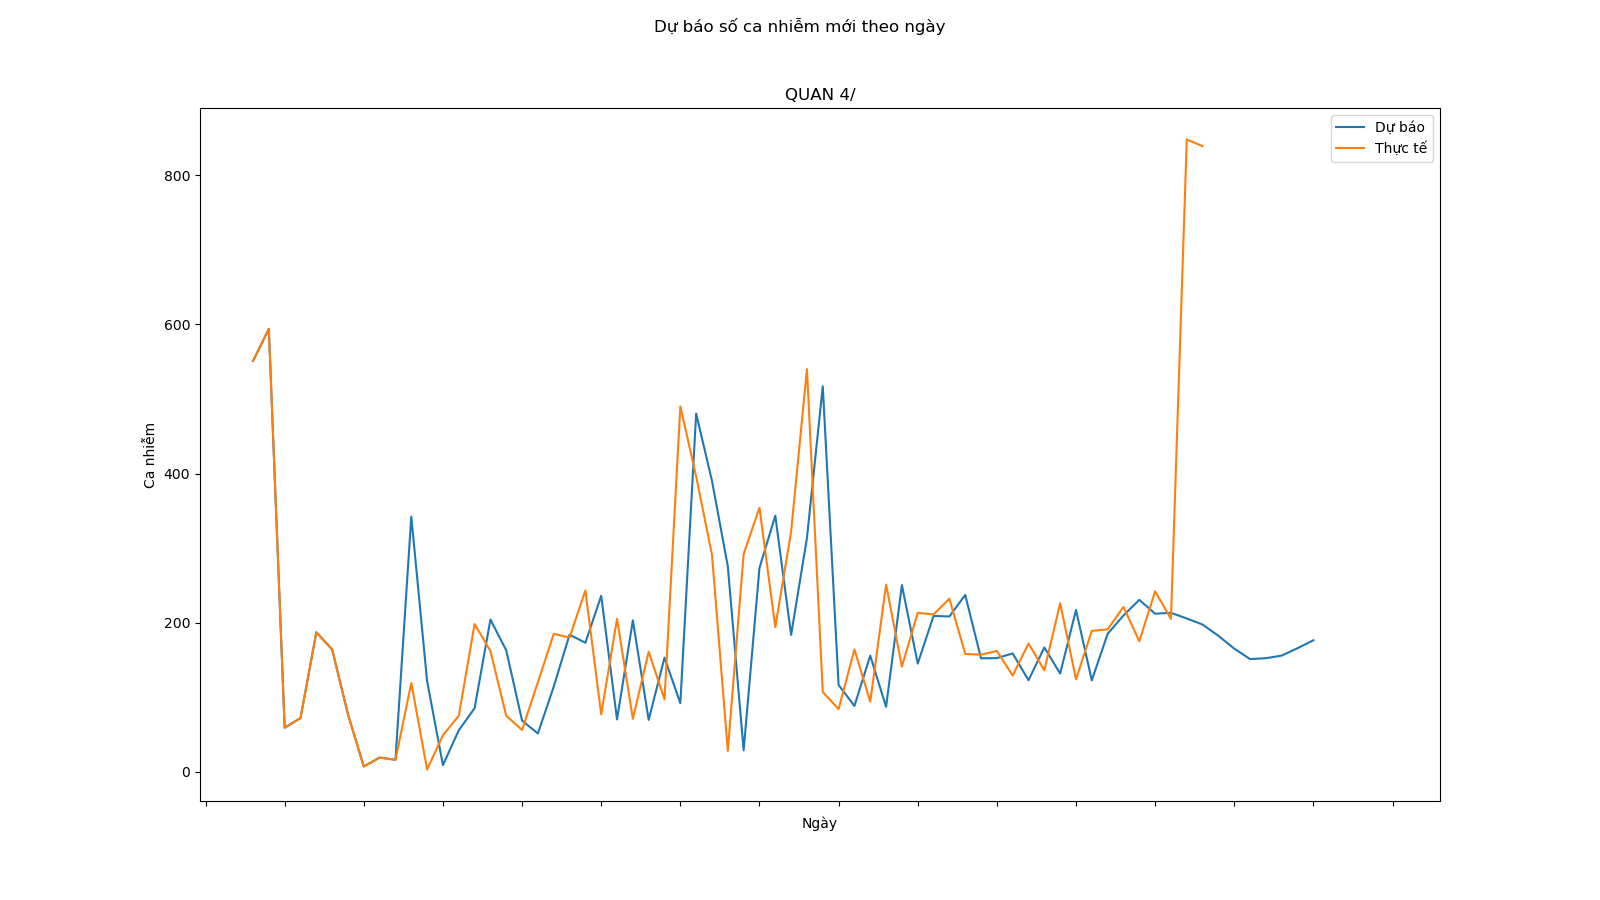 Dự báo số ca nhiễm mới theo ngày
QUAN 4/
Dự báo
Thực tế
800
600
400
200
0
Ca nhiễm
Ngày